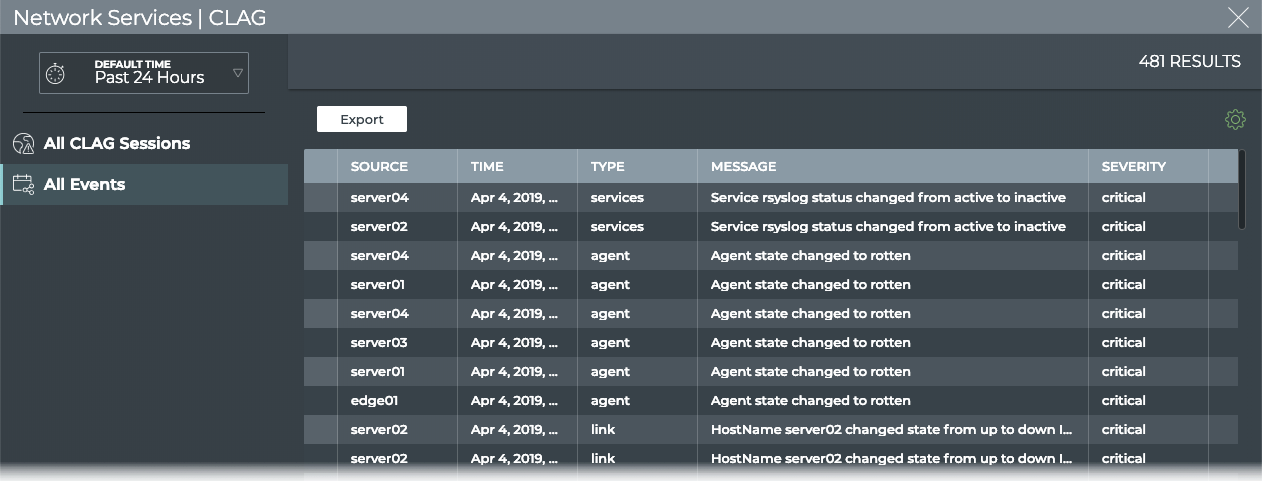 Network Services | CLAG
DEFAULT TIME
Past 24 Hours
481 RESULTS
All CLAG Sessions
All Events
Export
SOURCE TIME TYPE MESSAGE SEVERITY
server04 Apr 4, 2019, ... services Service rsyslog status changed from active to inactive critical
server02 Apr 4, 2019, ... services Service rsyslog status changed from active to inactive critical
server04 Apr 4, 2019, ... agent Agent state changed to rotten critical
server01 Apr 4, 2019, ... agent Agent state changed to rotten critical
server04 Apr 4, 2019, ... agent Agent state changed to rotten critical
server03 Apr 4, 2019, ... agent Agent state changed to rotten critical
server01 Apr 4, 2019, ... agent Agent state changed to rotten critical
edge01 Apr 4, 2019, ... agent Agent state changed to rotten critical
server02 Apr 4, 2019, ... link HostName server02 changed state from up to down I... critical
server02 Apr 4, 2019, ... link HostName server02 changed state from up to down I... critical